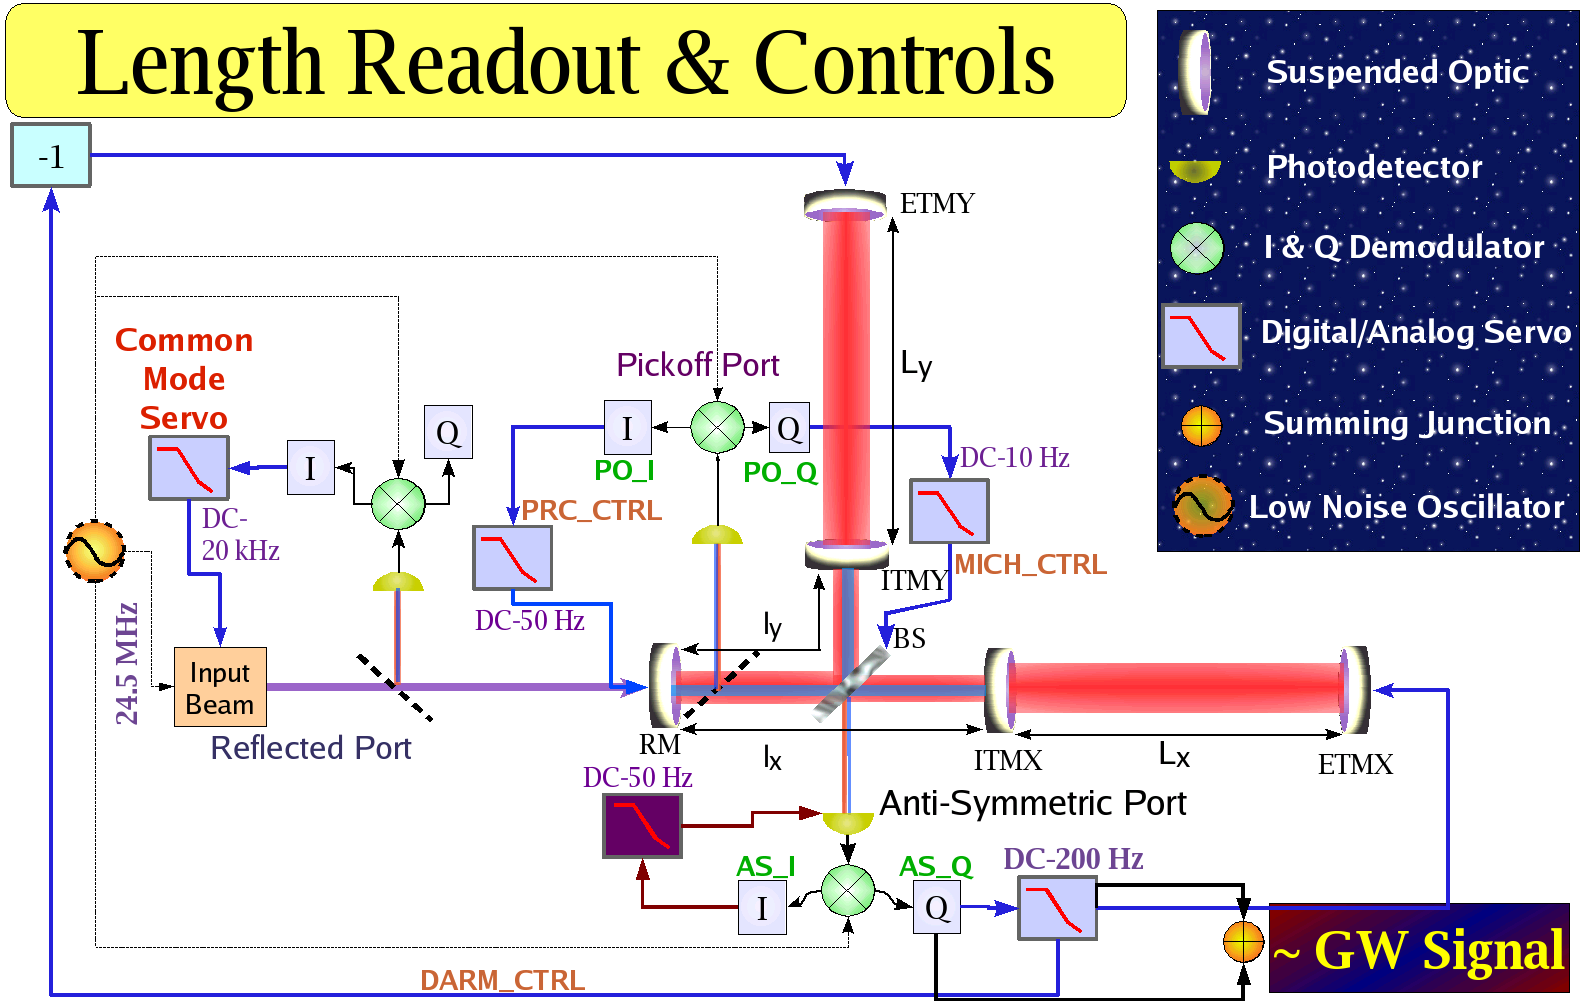 Length Readout & Controls
-1
Suspended Optic
Photodetector
I & Q Demodulator
Digital/Analog Servo
Summing Junction
Low Noise Oscillator
ETMY
Ly
Common
Mode
Servo
Pickoff Port
Q
I
I
Q
PO_I
PO_Q
DC-10 Hz
DC-
20 kHz
PRC_CTRL
MICH_CTRL
ITMY
24.5 MHz
DC-50 Hz
ly
BS
Input
Beam
Reflected Port
RM
lx
ITMX
Lx
ETMX
DC-50 Hz
Anti-Symmetric Port
AS_I
AS_Q
DC-200 Hz
I
Q
~ GW Signal
DARM_CTRL